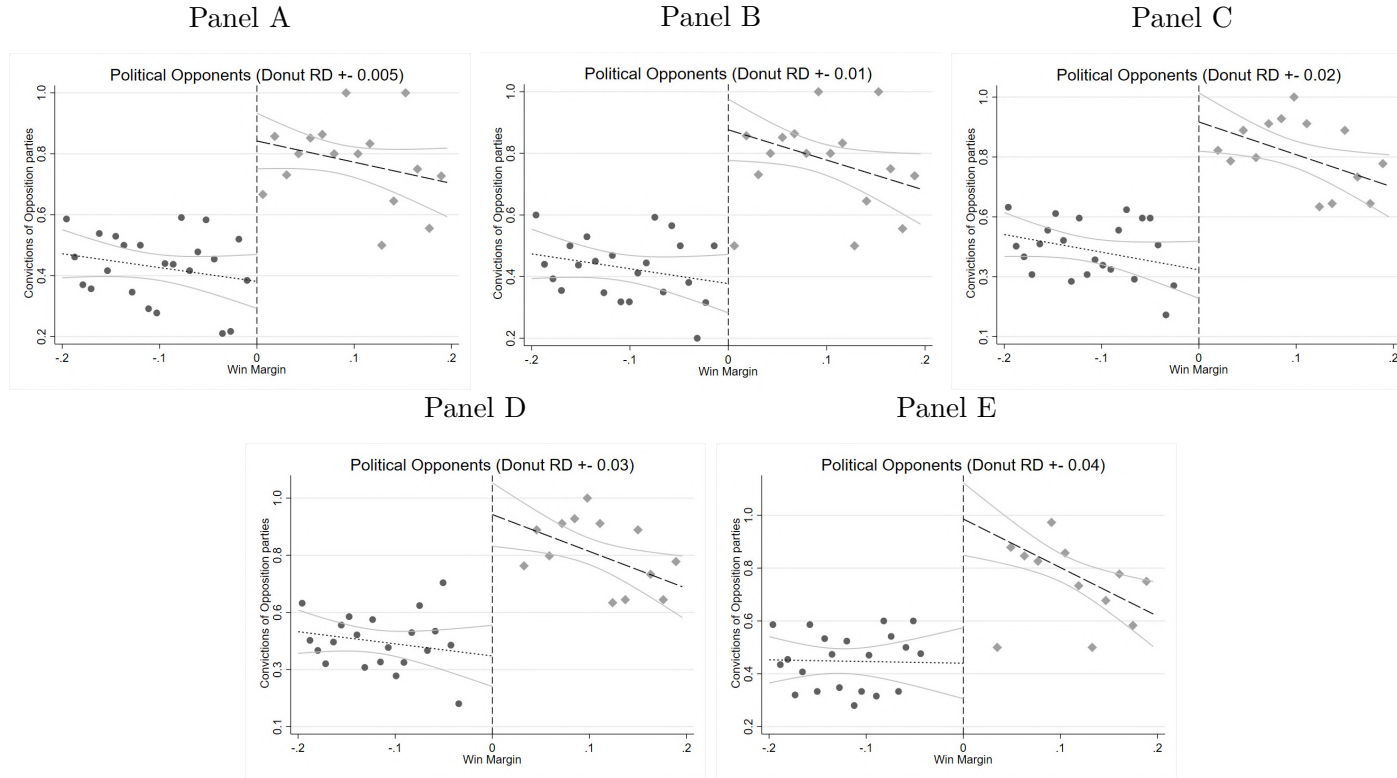 Panel A
Panel B
Panel C
Political Opponents (Donut RD +- 0.005)
Convictions of Opposition parties
1.0
0.8
0.6
0.4
0.2
-.2
-.1
0
.1
.2
Win Margin
Political Opponents (Donut RD +- 0.01)
Convictions of Opposition parties
1.0
0.8
0.6
0.4
0.2
-.2
-.1
0
.1
.2
Win Margin
Political Opponents (Donut RD +- 0.02)
Convictions of Opposition parties
1.0
0.8
0.6
0.3
0.1
-.2
-.1
0
.1
.2
Win Margin
Panel D
Panel E
Political Opponents (Donut RD +- 0.03)
Convictions of Opposition parties
1.0
0.8
0.6
0.3
0.1
-.2
-.1
0
.1
.2
Win Margin
Political Opponents (Donut RD +- 0.04)
Convictions of Opposition parties
1.0
0.8
0.6
0.4
0.2
-.2
-.1
0
.1
.2
Win Margin